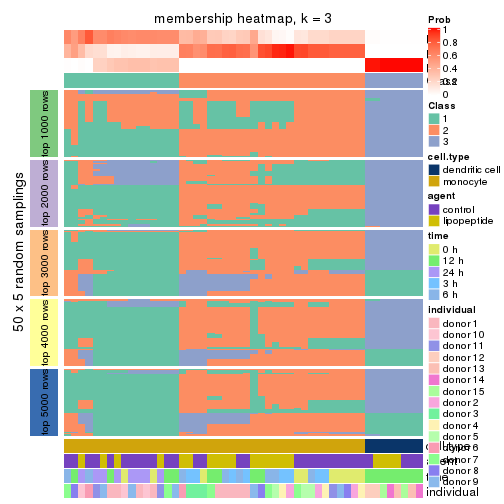 membership heatmap, k = 3
50 x 5 random samplings
top 1000 rows
top 2000 rows
top 3000 rows
top 4000 rows
top 5000 rows
Prob
1
0.8
0.6
0.4
0
Class
1
2
3
cell.type
dendritic cell
monocyte
agent
control
lipopeptide
time
0 h
12 h
24 h
3 h
6 h
individual
donor 1
donor 10
donor 11
donor 12
donor 13
donor 14
donor 15
donor 2
donor 3
donor 4
donor 5
donor 7
donor 8
donor 9
individual